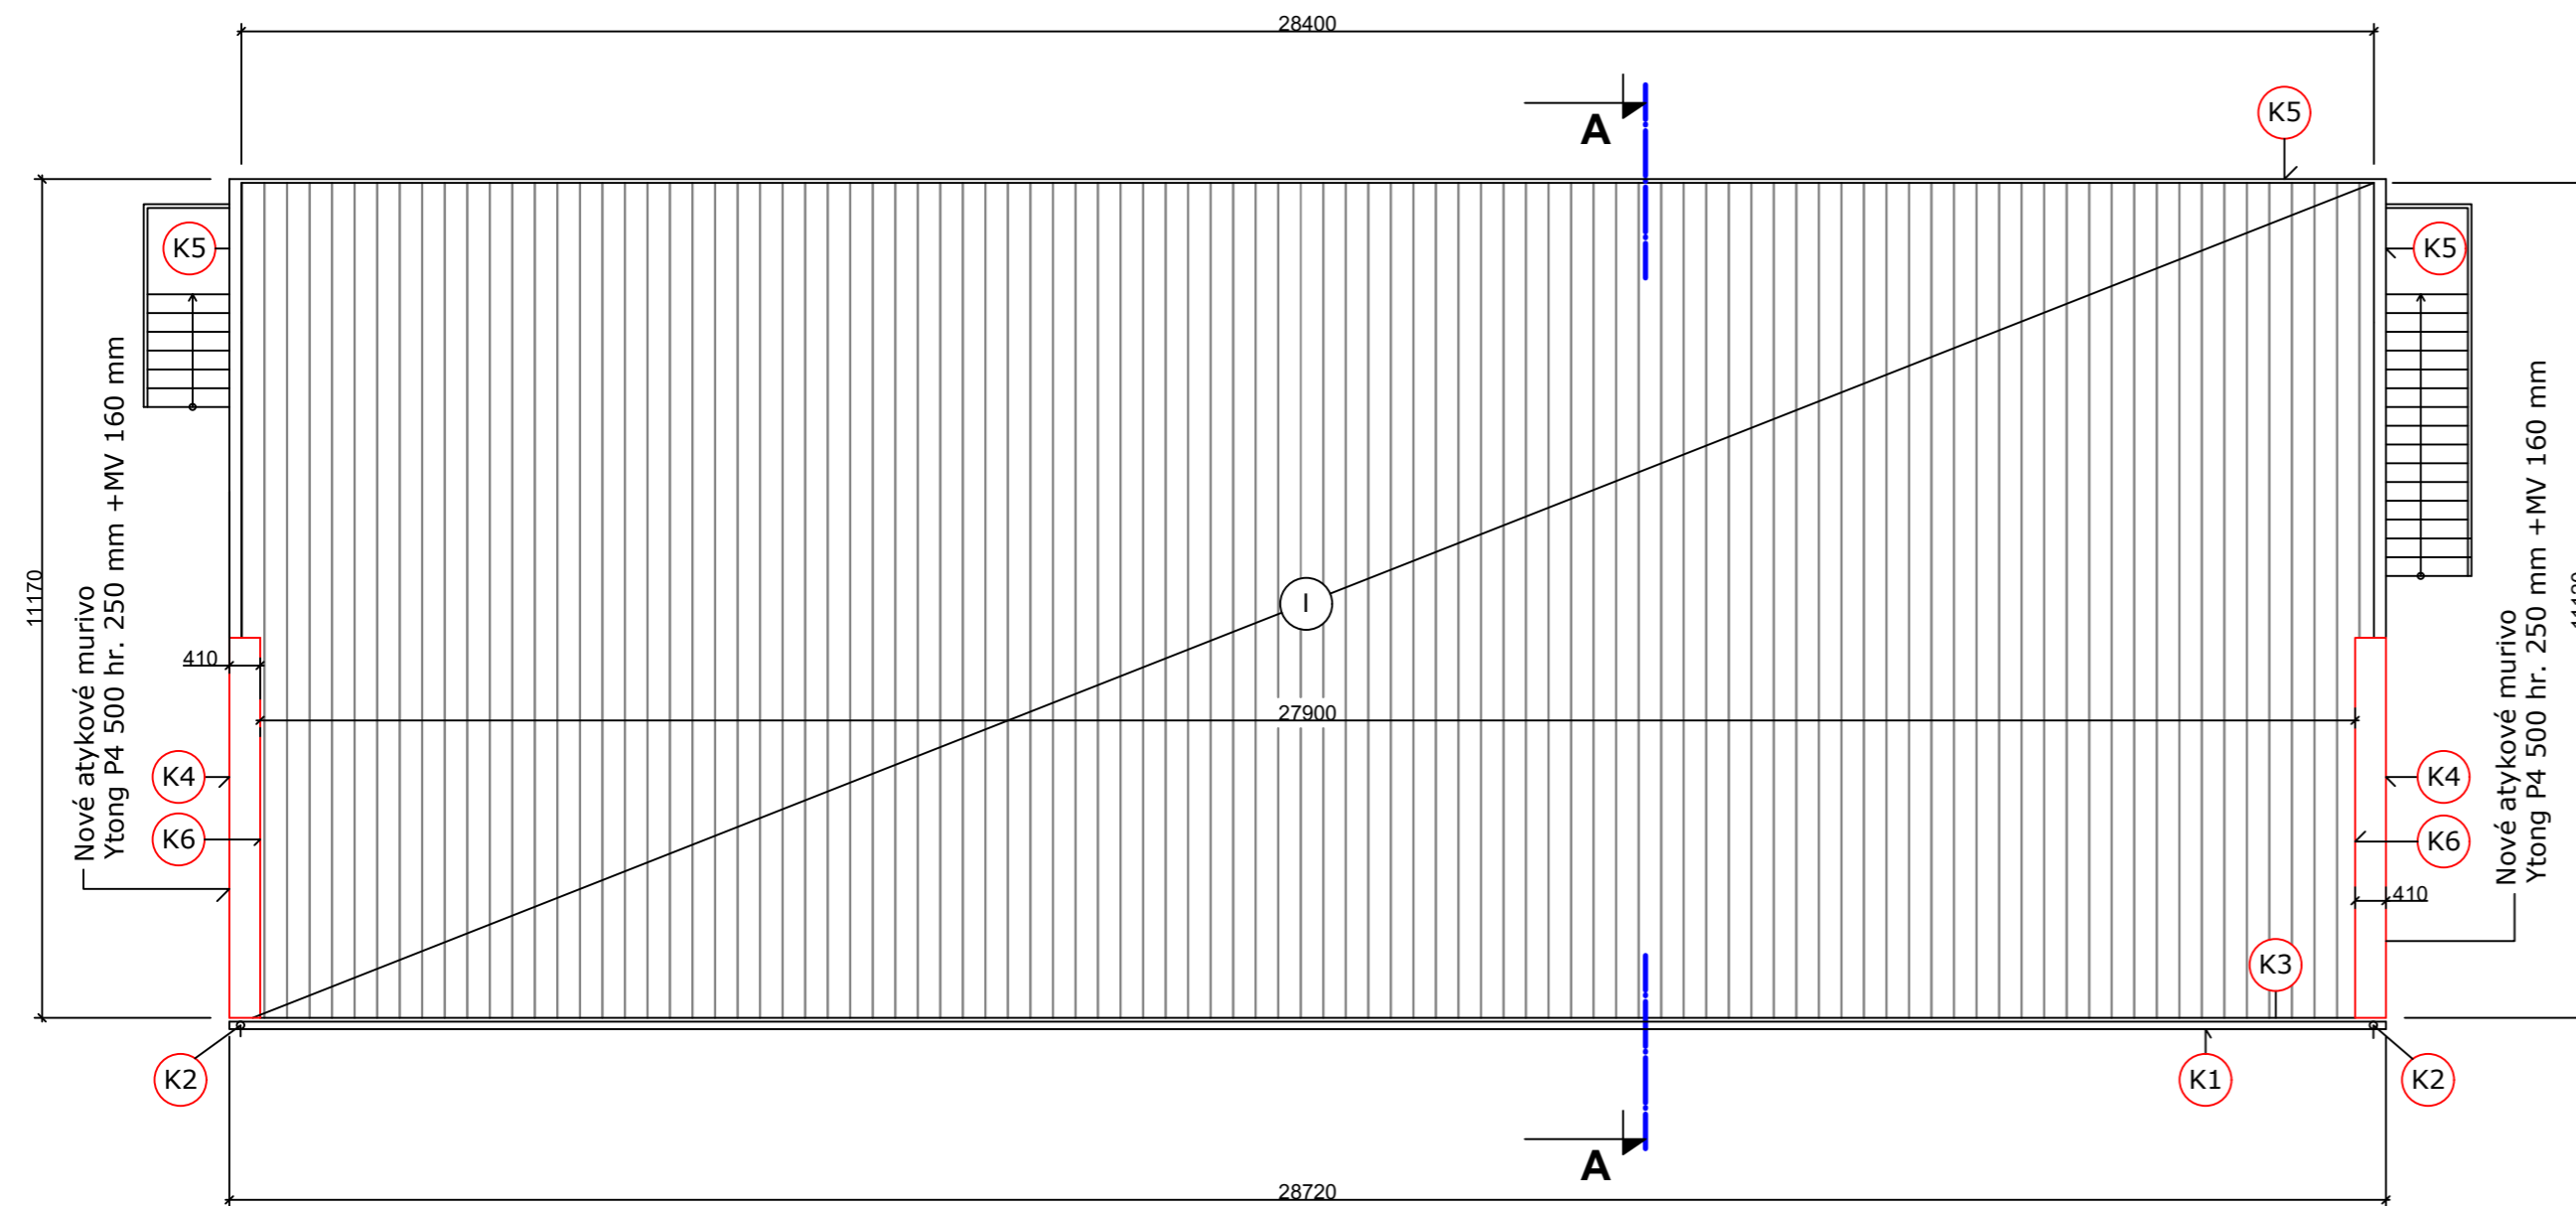 28400
A
K5
K5
K5
11170
Nové atykové murivo
Ytong P4 500 hr. 250 mm +MV 160 mm
Nové atykové murivo
Ytong P4 500 hr. 250 mm +MV 160 mm
I
410
27900
K4
K4
K6
K6
410
K3
K2
K1
K2
A
28720